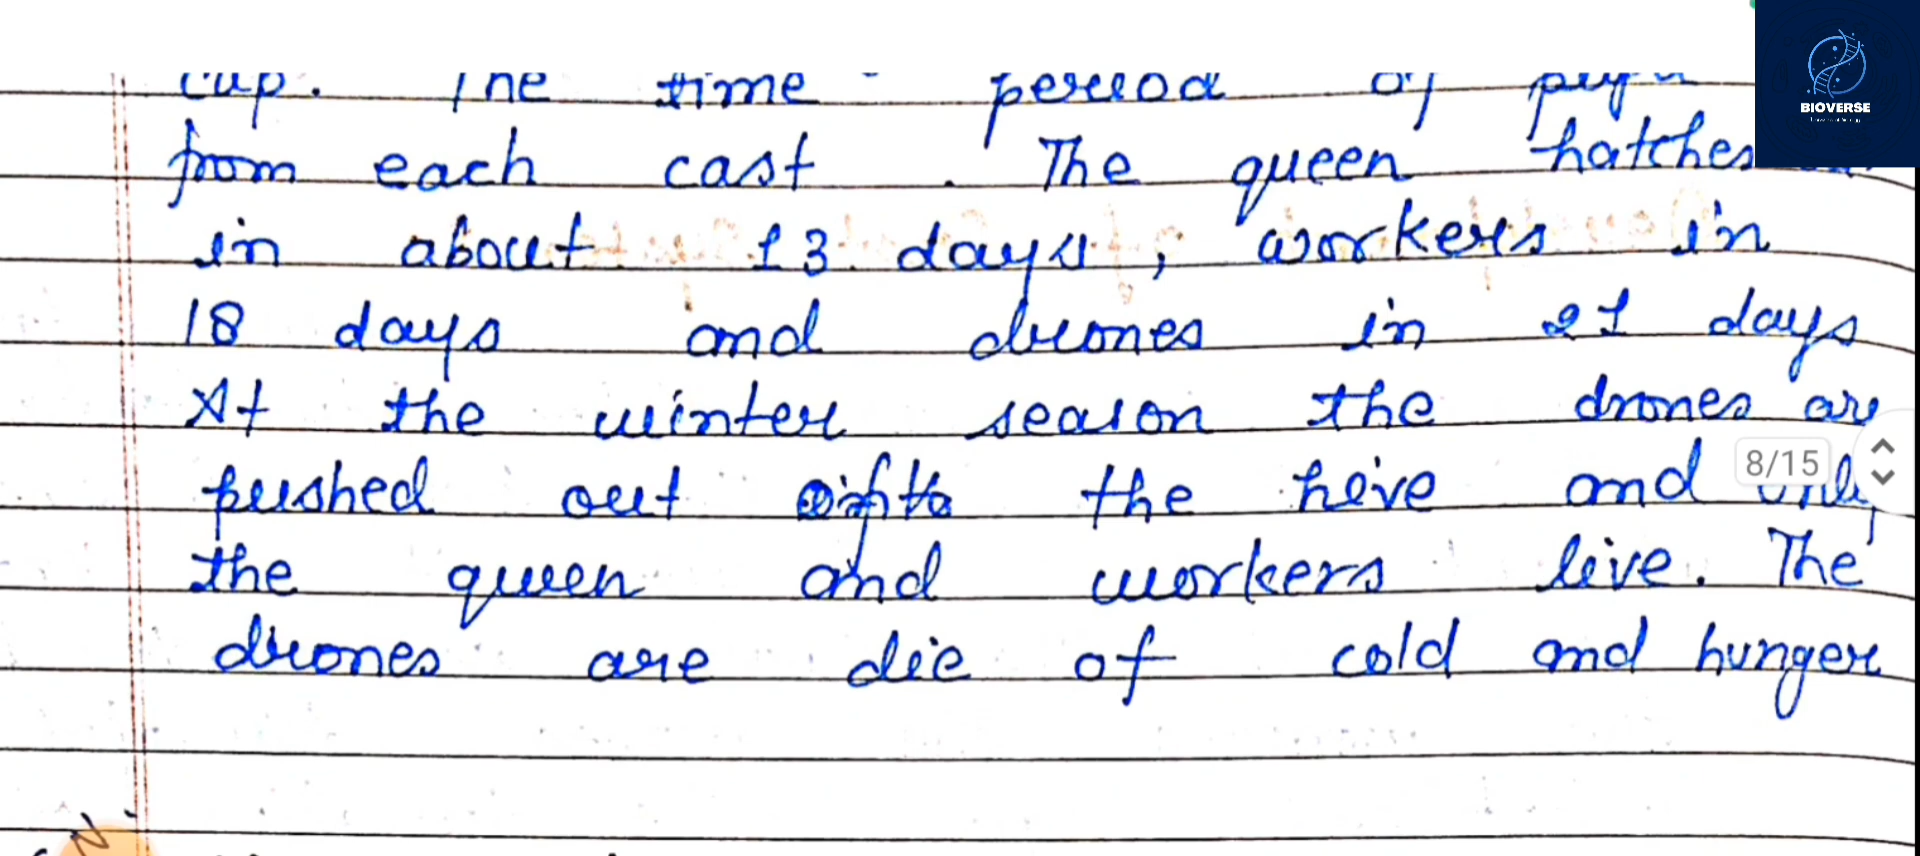 cup. The time period of
from each cast. The queen hatches
in about 13 days, workers in
18 days and drones in 21 days
At the winter season the drones are
pushed out the hive and only
the queen and workers live. The
drones are die of cold and hunger
BIOVERSE
8/15